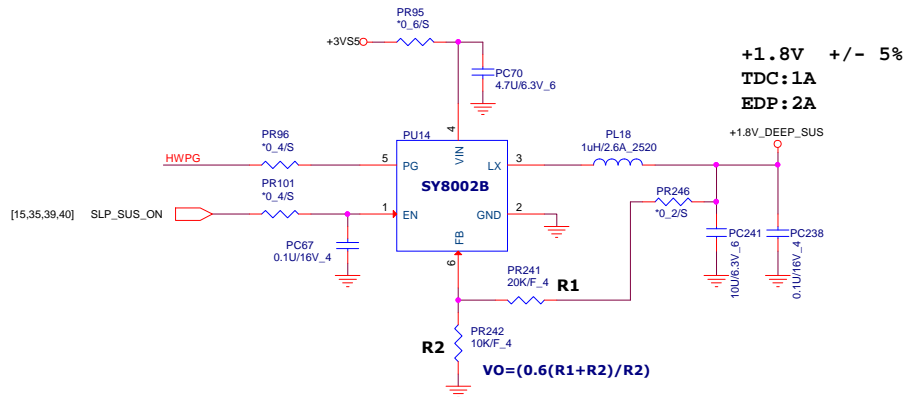 PR95
*0_6/S
+3VS5
PC70
4.7U/6.3V_6
+1.8V +/- 5%
TDC:1A
EDP:2A
+1.8V_DEEP_SUS
PU14
4
VIN
PL18
1uH/2.6A_2520
HWPG
PR96
*0_4/S
5
PG
LX
3
SY8002B
PR101
*0_4/S
PR246
*0_2/S
[15,35,39,40] SLP_SUS_ON
1
EN
GND
2
FB
6
PC67
0.1U/16V_4
PC241
10U/6.3V_6
PC238
0.1U/16V_4
PR241
20K/F_4
R1
R2
PR242
10K/F_4
VO=(0.6(R1+R2)/R2)